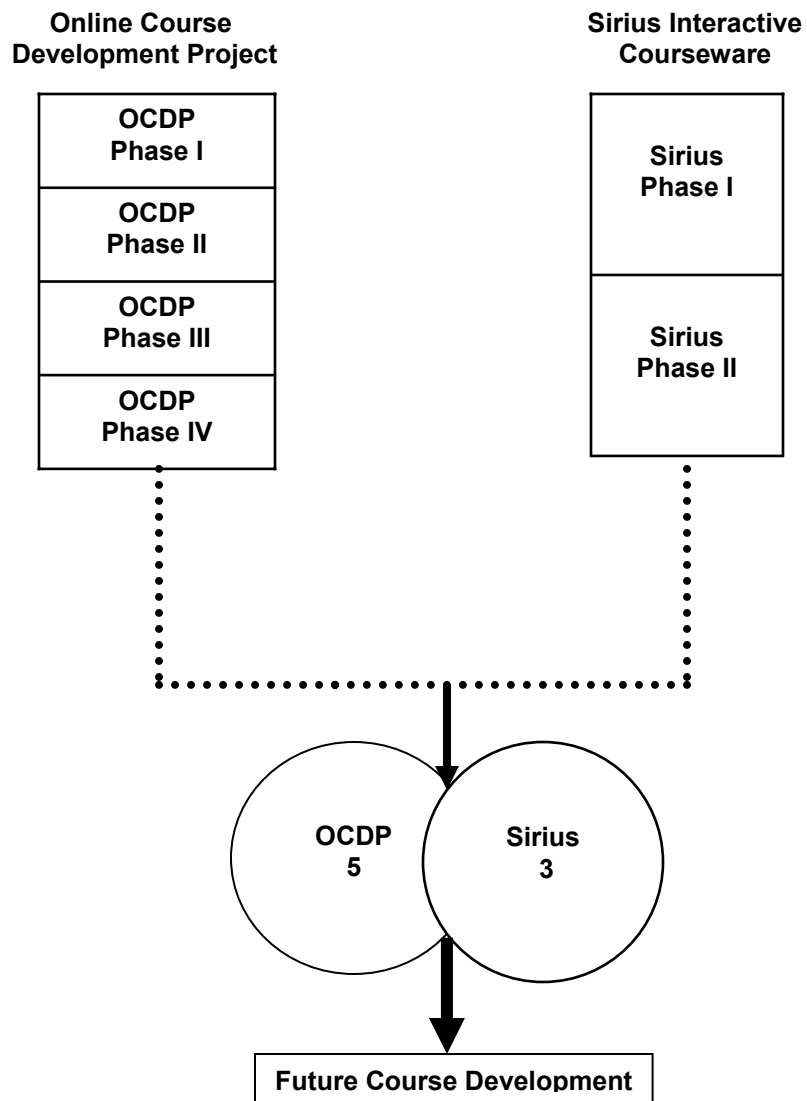 Online Course
Development Project
OCDP
Phase I
OCDP
Phase II
OCDP
Phase III
OCDP
Phase IV
Sirius Interactive
Courseware
Sirius
Phase I
Sirius
Phase II
OCDP
5
Sirius
3
Future Course Development